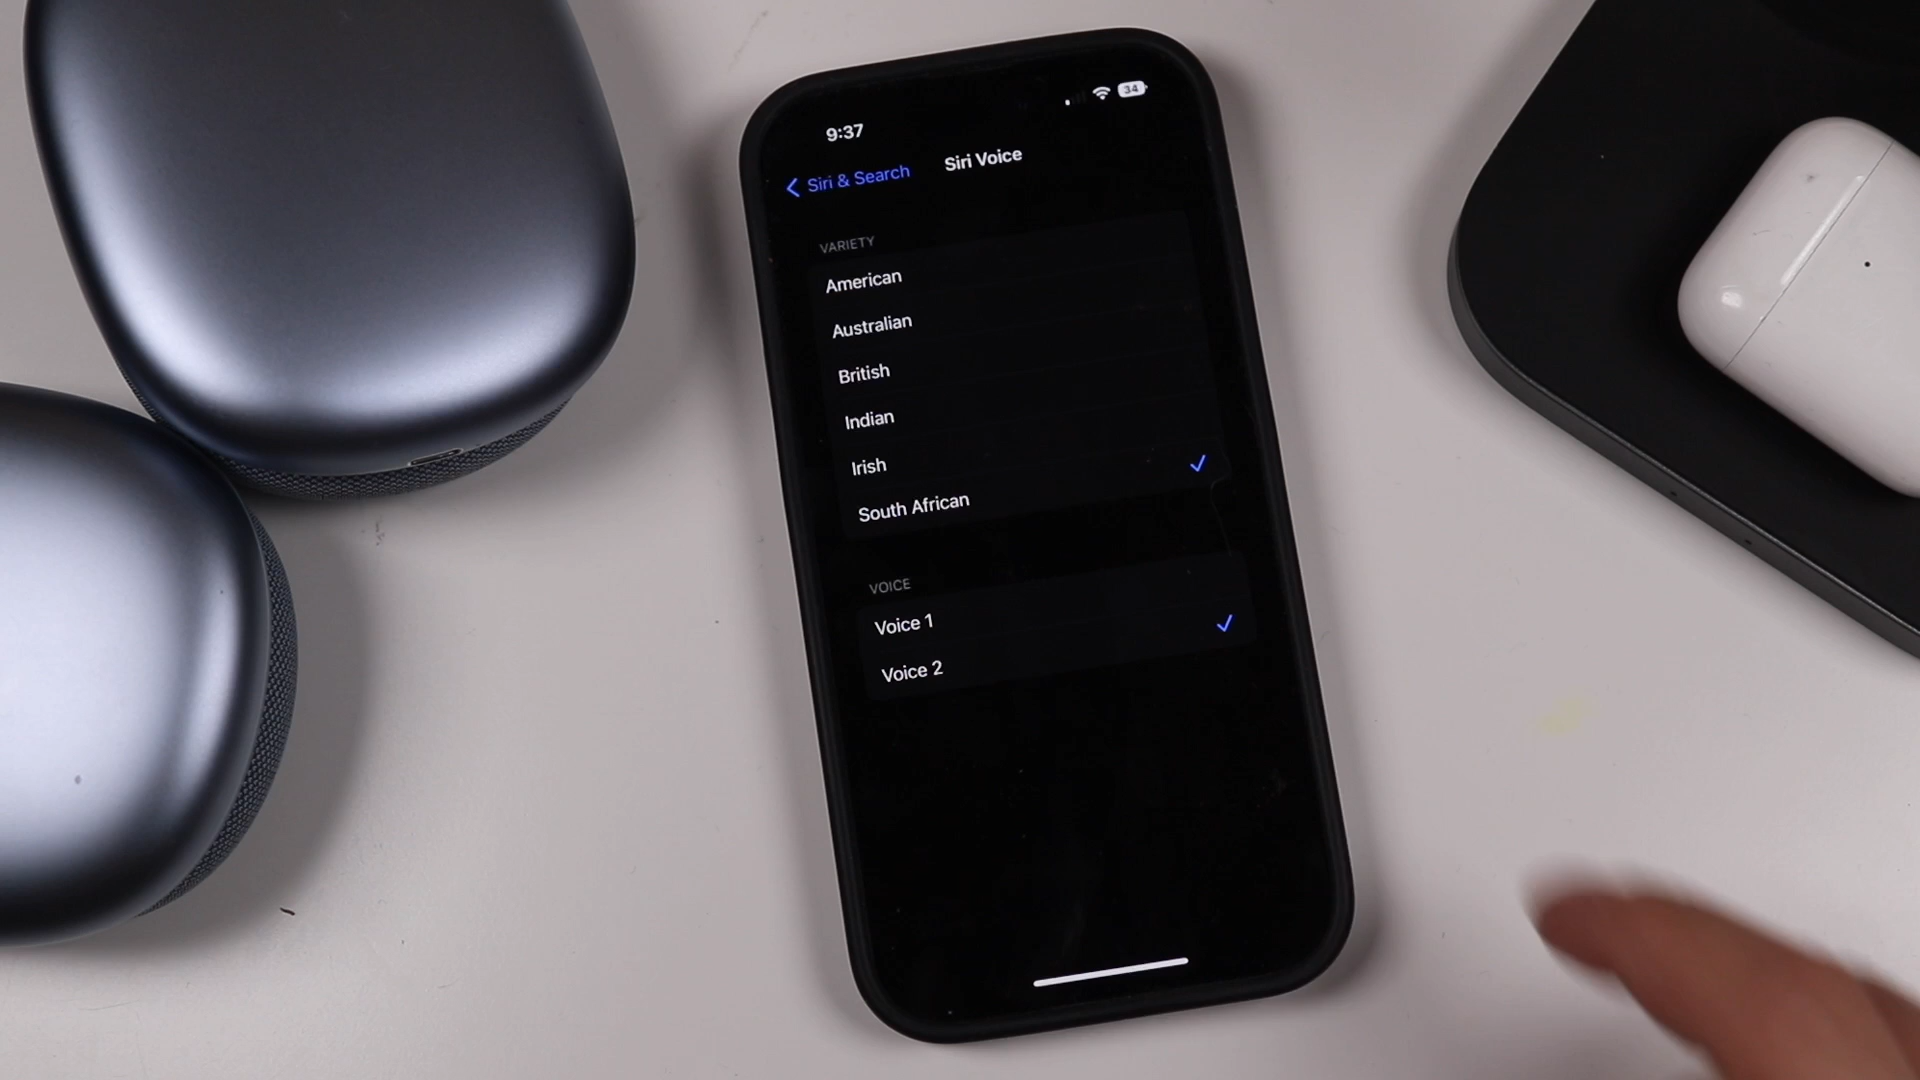 9:37
34
Siri & Search
Siri Voice
VARIETY
American
Australian
British
Indian
Irish
South African
VOICE
Voice 1
Voice 2